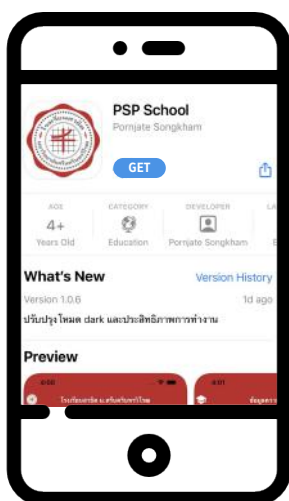 PSP School
Pornjate Songkham
GET
AGE CATEGORY DEVELOPER LA
4+
Years Old Education Pornjate Songkham E
What's New Version History
Version 1.0.6 1d ago
ปรับปรุงโหมด dark และประสิทธิภาพการทำงาน
Preview